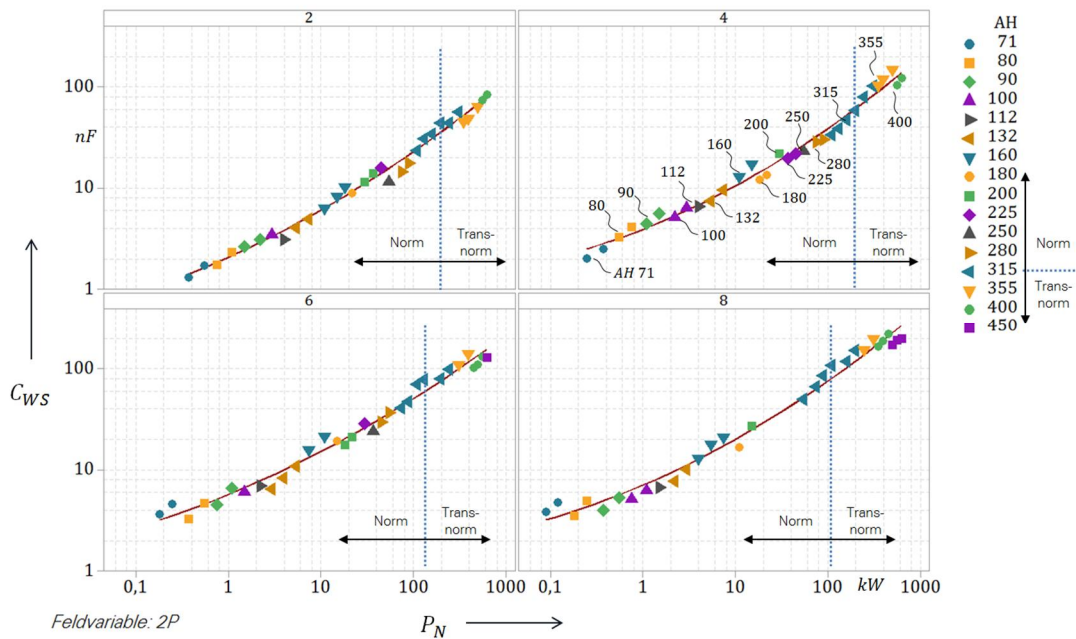 2
4
AH
71
80
90
100
112
132
160
180
200
225
250
280
315
355
400
450
Norm
Trans-
norm
100
nF
10
1
Norm
Trans-
norm
355
315
400
250
200
280
160
225
112
180
90
132
80
100
AH 71
Norm
Trans-
norm
6
8
C_WS
100
10
1
Norm
Trans-
norm
Norm
Trans-
norm
0,1
1
10
100
1000
0,1
1
10
100
kW
1000
Feldvariable: 2P
P_N